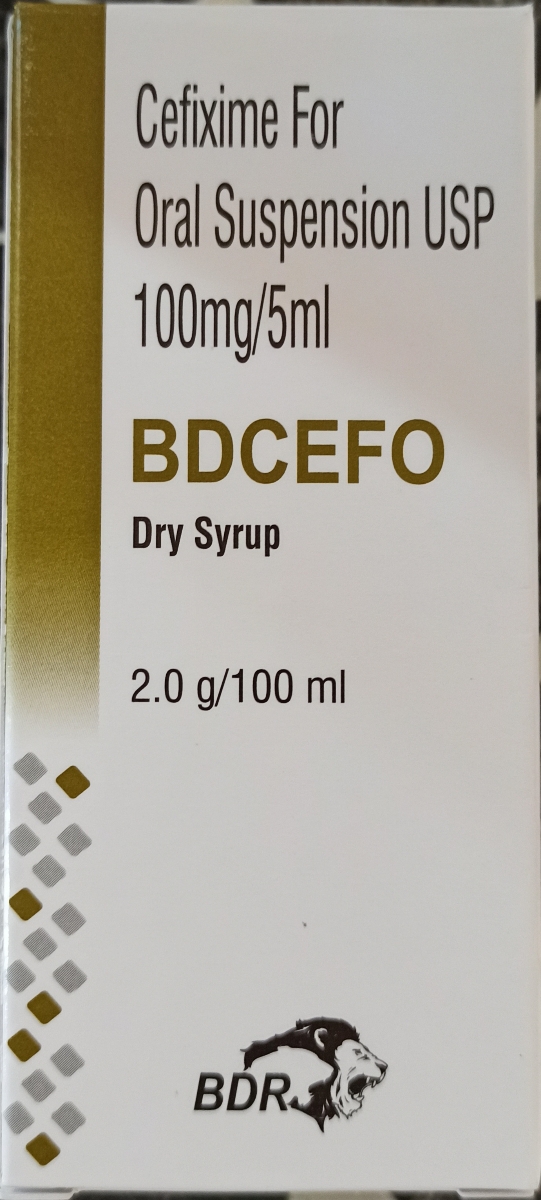 Cefixime For
Oral Suspension USP
100mg/5ml
BDCEFO
Dry Syrup
2.0 g/100 ml
BDR